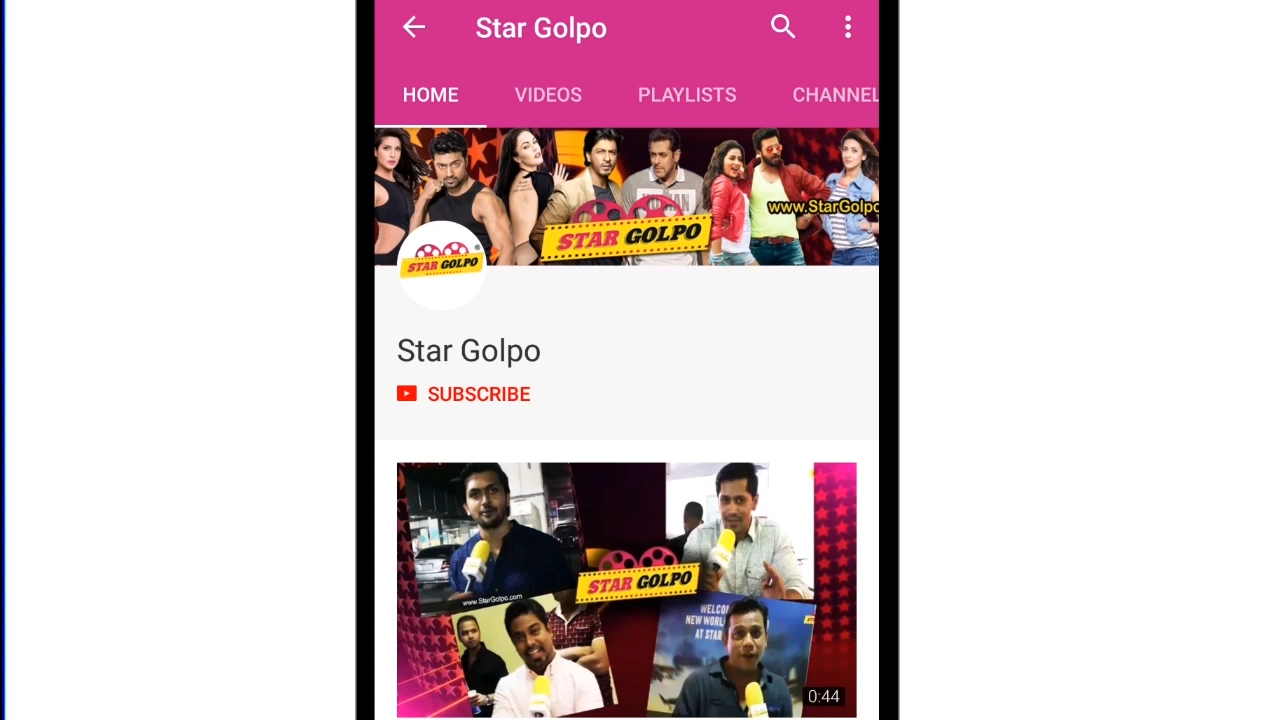 Star Golpo
HOME VIDEOS PLAYLISTS CHANNEL
www.StarGolpo
STAR GOLPO
STAR GOLPO
Star Golpo
SUBSCRIBE
STAR GOLPO
www.StarGolpo.com
WELCO
NEW WORL
AT STAR
0:44